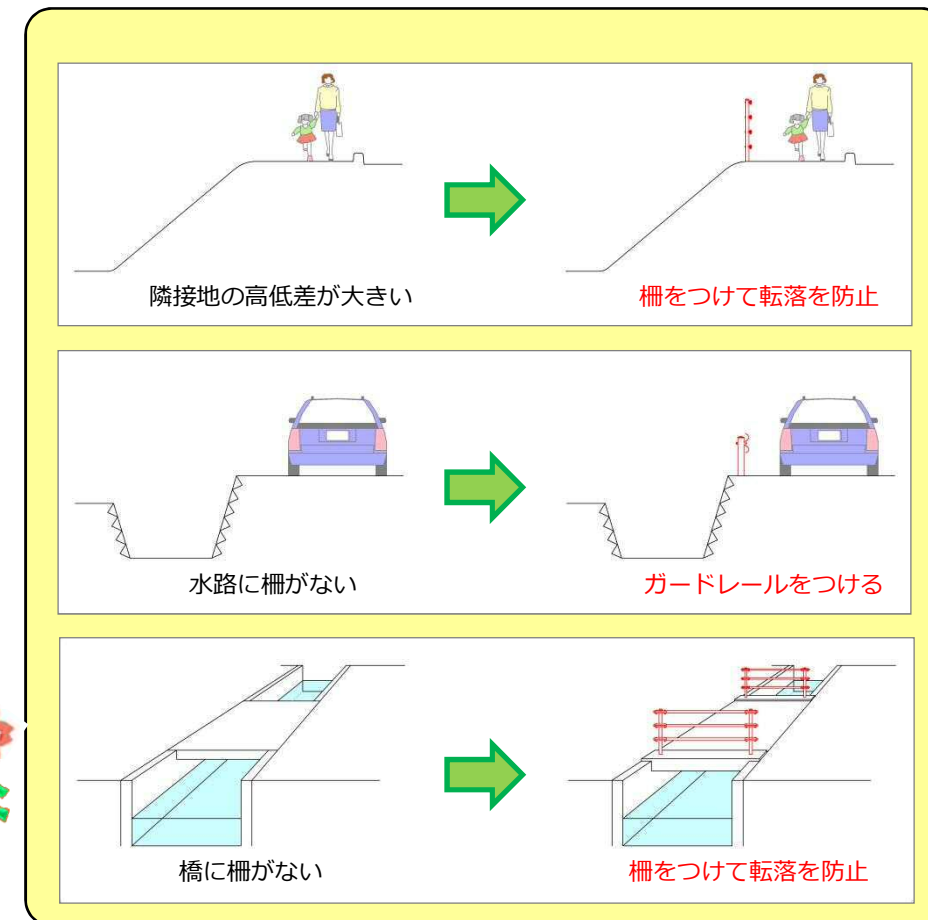 隣接地の高低差が大きい
柵をつけて転落を防止
水路に柵がない
ガードレールをつける
橋に柵がない
柵をつけて転落を防止